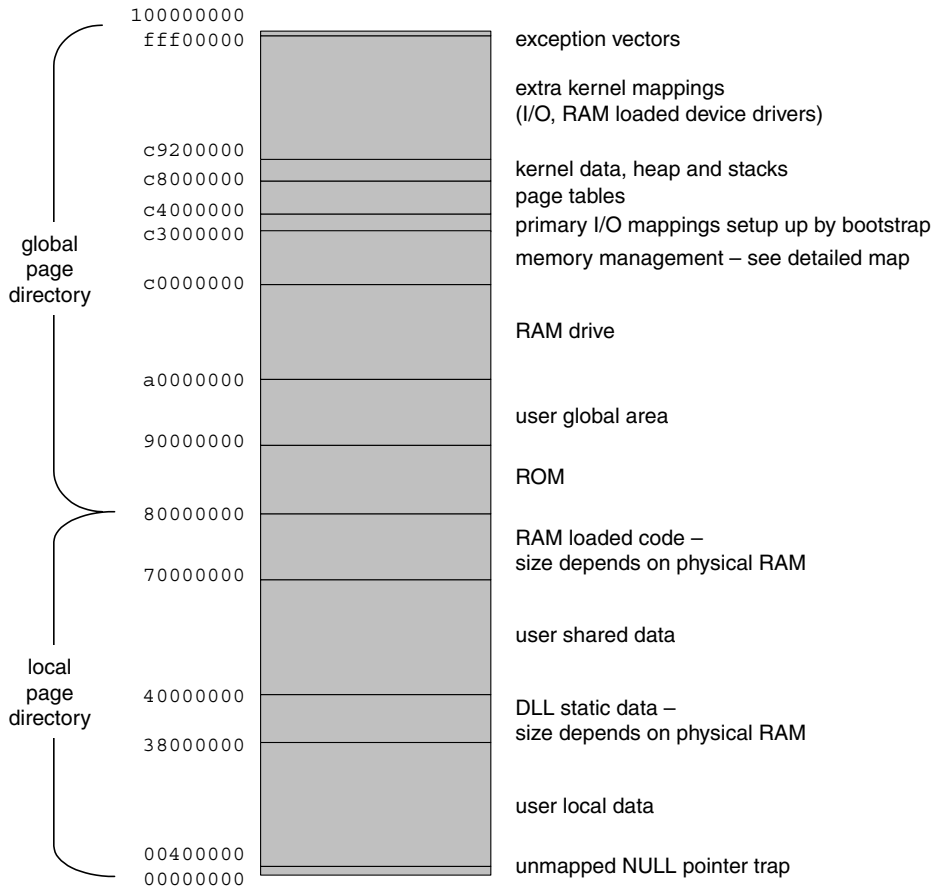 100000000
fff00000
exception vectors
extra kernel mappings
(I/O, RAM loaded device drivers)
c9200000
kernel data, heap and stacks
c8000000
page tables
c4000000
primary I/O mappings setup up by bootstrap
c3000000
memory management – see detailed map
global
page
directory
c0000000
RAM drive
a0000000
user global area
90000000
ROM
80000000
RAM loaded code –
size depends on physical RAM
70000000
user shared data
local
page
directory
40000000
DLL static data –
size depends on physical RAM
38000000
user local data
00400000
unmapped NULL pointer trap
00000000